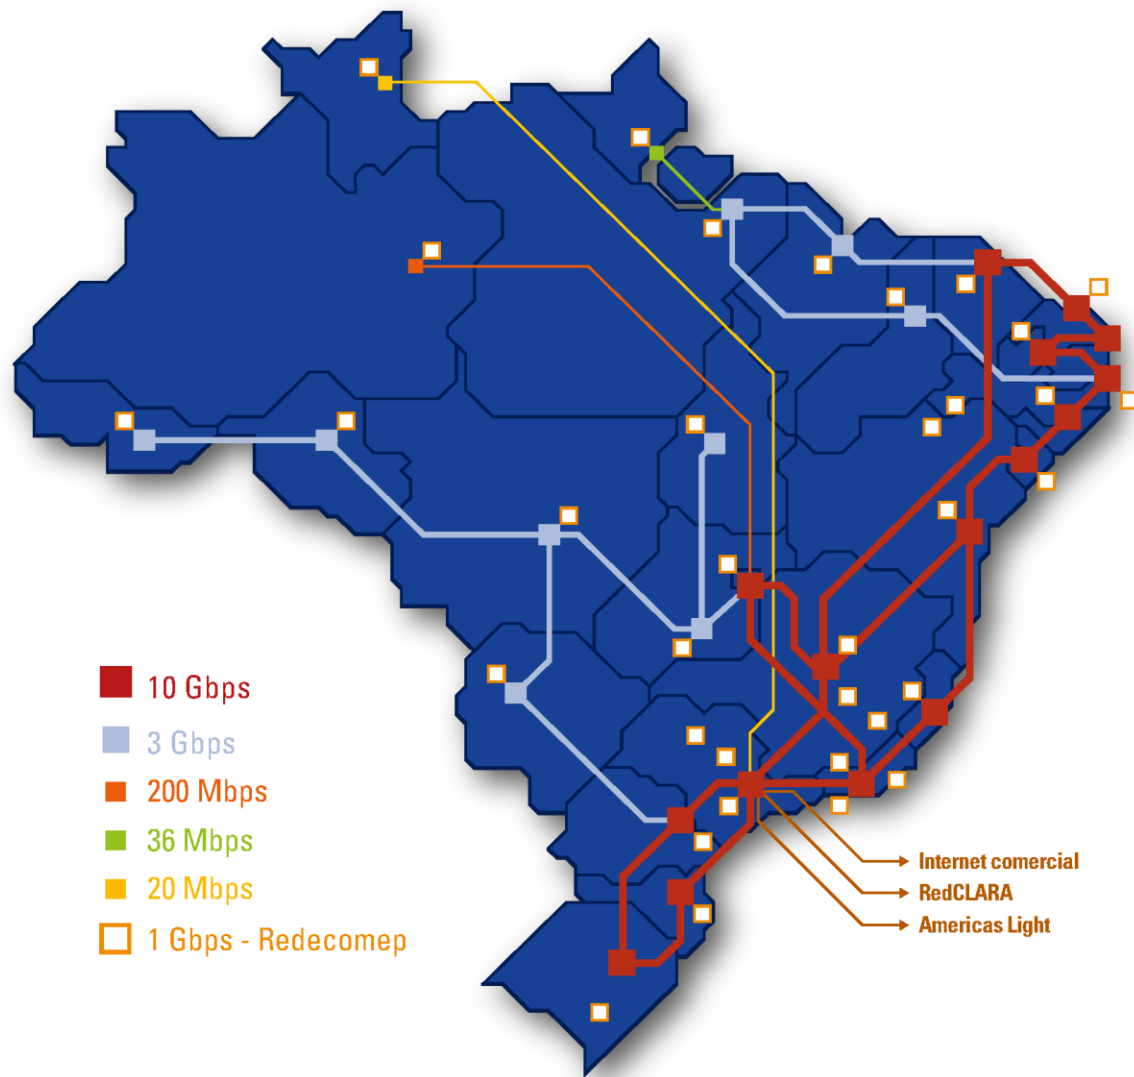 10 Gbps
3 Gbps
200 Mbps
36 Mbps
20 Mbps
1 Gbps - Redecomep
Internet comercial
RedCLARA
Americas Light